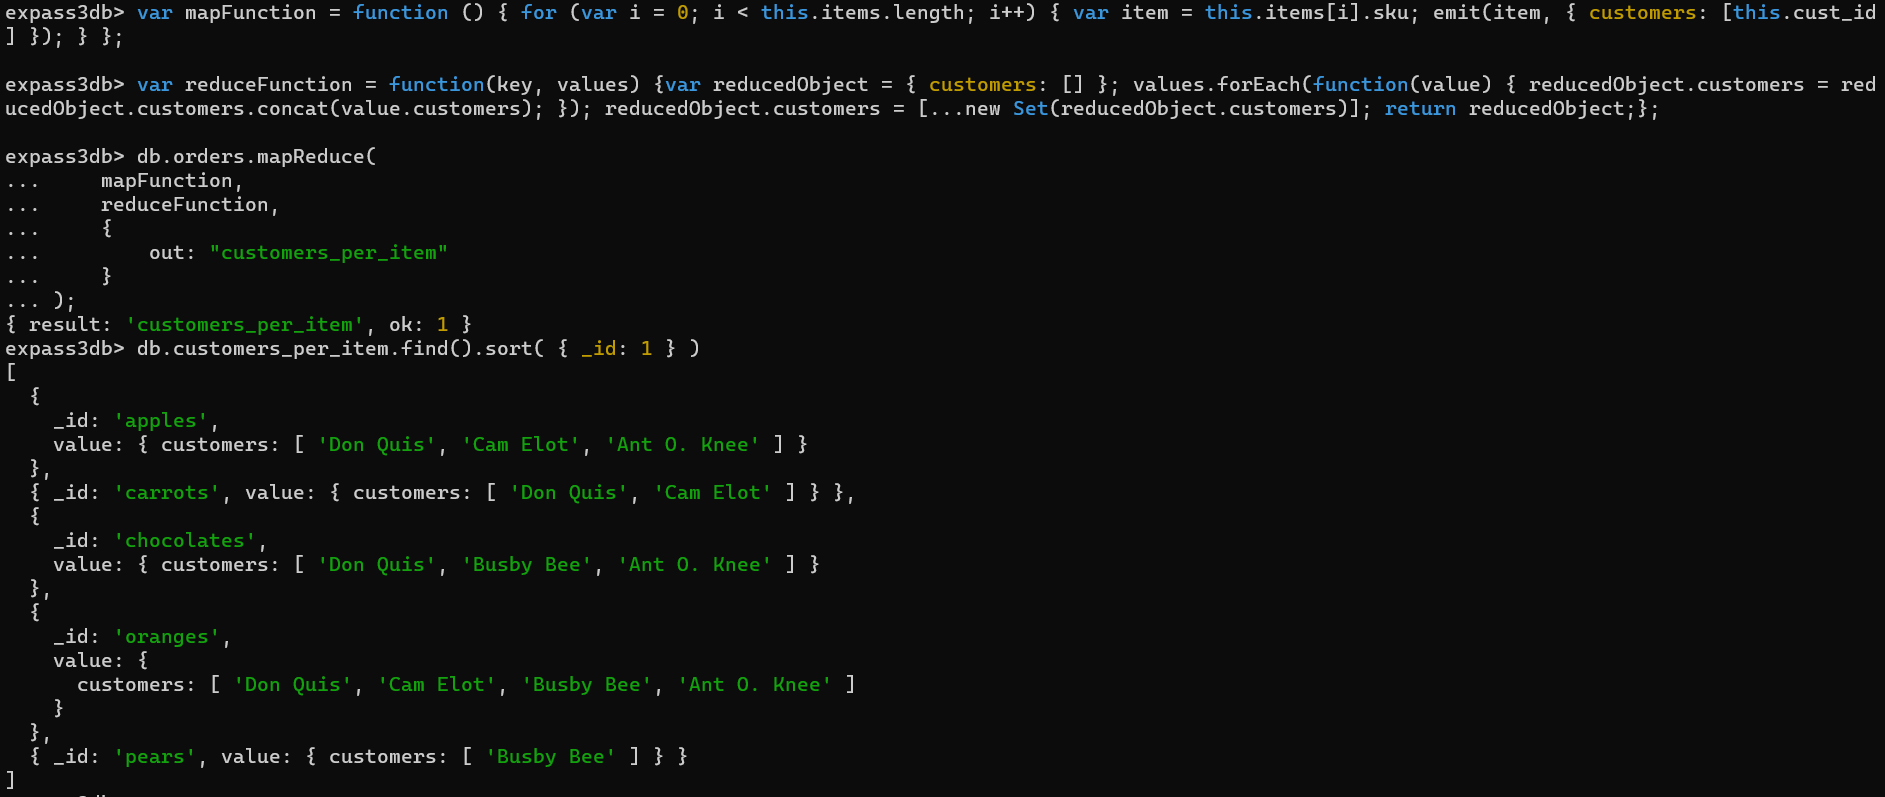 expass3db> var mapFunction = function () { for (var i = 0; i < this.items.length; i++) { var item = this.items[i].sku; emit(item, { customers: [this.cust_id
] }); } };
expass3db> var reduceFunction = function(key, values) {var reducedObject = { customers: [] }; values.forEach(function(value) { reducedObject.customers = red
ucedObject.customers.concat(value.customers); }); reducedObject.customers = [...new Set(reducedObject.customers)]; return reducedObject;};
expass3db> db.orders.mapReduce(
...     mapFunction,
...     reduceFunction,
...     {
...         out: "customers_per_item"
...     }
... );
{ result: 'customers_per_item', ok: 1 }
expass3db> db.customers_per_item.find().sort( { _id: 1 } )
[
  {
    _id: 'apples',
    value: { customers: [ 'Don Quis', 'Cam Elot', 'Ant O. Knee' ] }
  },
  { _id: 'carrots', value: { customers: [ 'Don Quis', 'Cam Elot' ] } },
  {
    _id: 'chocolates',
    value: { customers: [ 'Don Quis', 'Busby Bee', 'Ant O. Knee' ] }
  },
  {
    _id: 'oranges',
    value: {
      customers: [ 'Don Quis', 'Cam Elot', 'Busby Bee', 'Ant O. Knee' ]
    }
  },
  { _id: 'pears', value: { customers: [ 'Busby Bee' ] } }
]